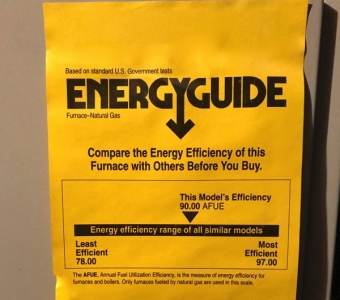 Based on standard U.S. Government tests
ENERGYGUIDE
Furnace–Natural Gas
Compare the Energy Efficiency of this
Furnace with Others Before You Buy.
This Model's Efficiency
90.00 AFUE
Energy efficiency range of all similar models
Least Most
Efficient Efficient
78.00 97.00
The AFUE, Annual Fuel Utilization Efficiency, is the measure of energy efficiency for
furnaces and boilers. Only furnaces fueled by natural gas are used in this scale.